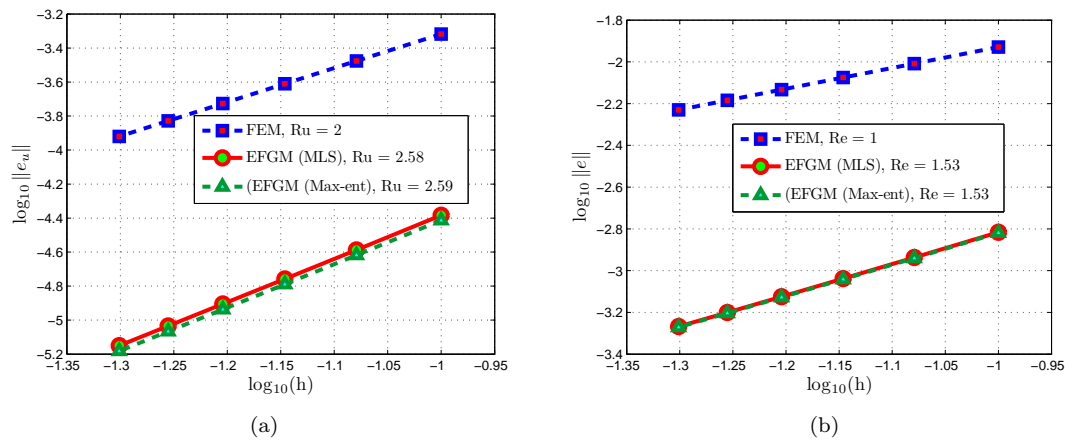 -3.2
-3.4
-3.6
-3.8
-4
-4.2
-4.4
-4.6
-4.8
-5
-5.2
log₁₀ ||e_u||
FEM, Ru = 2
EFGM (MLS), Ru = 2.58
(EFGM (Max-ent), Ru = 2.59
-1.35 -1.3 -1.25 -1.2 -1.15 -1.1 -1.05 -1 -0.95
log₁₀(h)
(a)
-1.8
-2
-2.2
-2.4
-2.6
-2.8
-3
-3.2
-3.4
log₁₀ ||e||
FEM, Re = 1
EFGM (MLS), Re = 1.53
(EFGM (Max-ent), Re = 1.53
-1.35 -1.3 -1.25 -1.2 -1.15 -1.1 -1.05 -1 -0.95
log₁₀(h)
(b)